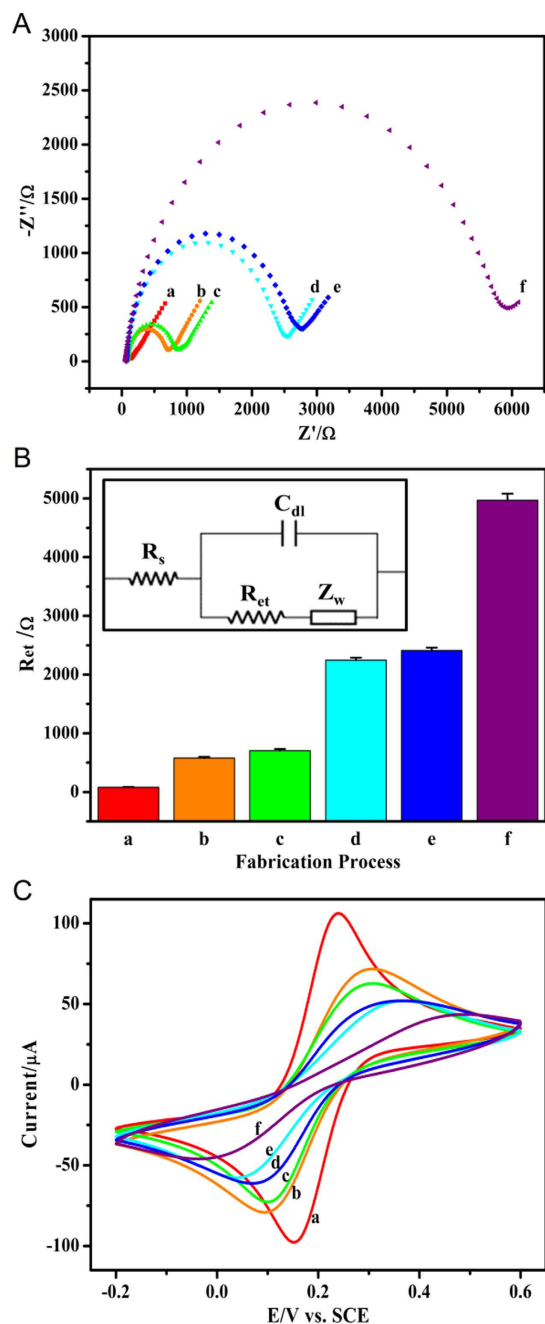 A
3000
2500
2000
1500
1000
500
0
-Z''/Ω
a
b
c
d
e
f
0 1000 2000 3000 4000 5000 6000
Z'/Ω
B
5000
4000
3000
2000
1000
0
Ret /Ω
Cdl
Rs
Ret
Zw
a b c d e f
Fabrication Process
C
100
50
0
-50
-100
Current/μA
f
e
d
c
b
a
-0.2 0.0 0.2 0.4 0.6
E/V vs. SCE